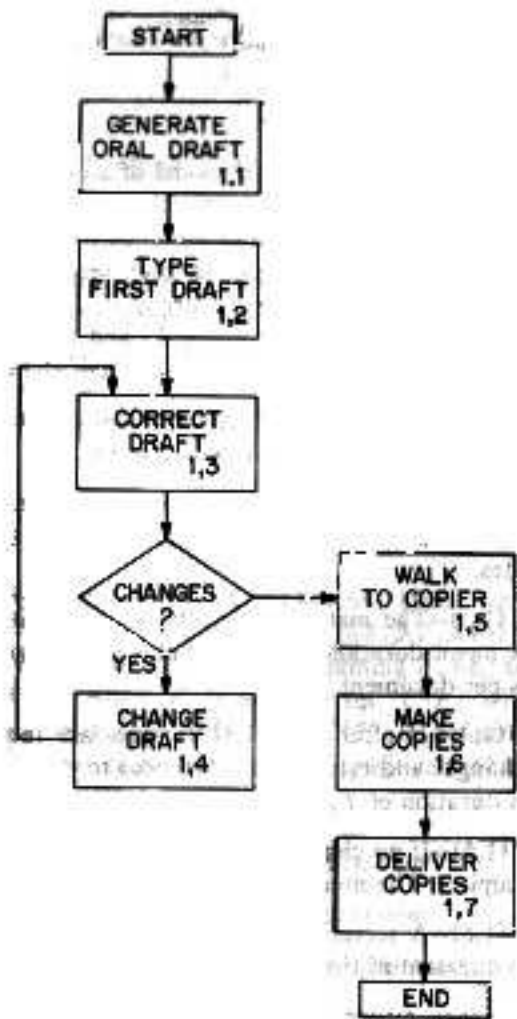 START
GENERATE
ORAL DRAFT
1.1
TYPE
FIRST DRAFT
1,2
CORRECT
DRAFT
1,3
CHANGES
?
YES
CHANGE
DRAFT
1,4
WALK
TO COPIER
1,5
MAKE
COPIES
1,6
DELIVER
COPIES
1,7
END